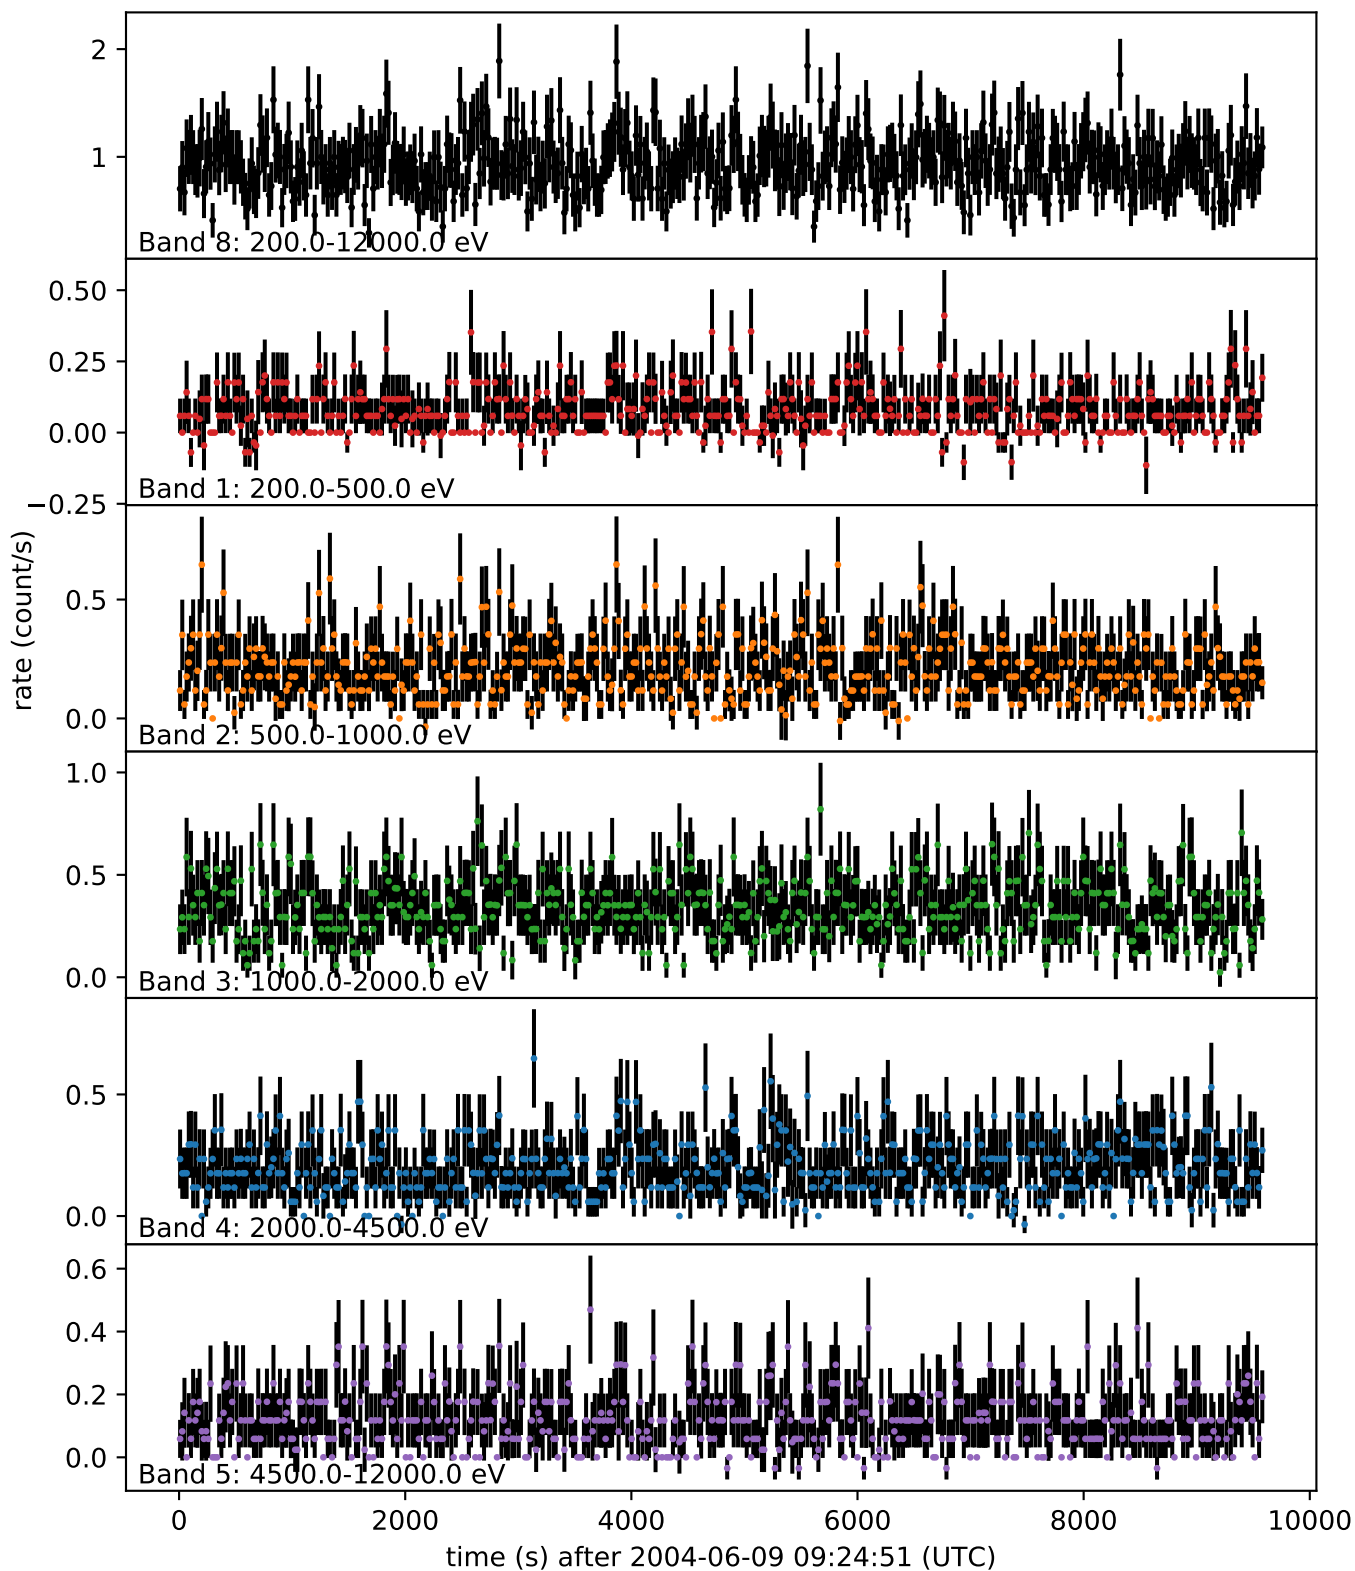 2
1
Band 8: 200.0-12000.0 eV
0.50
0.25
0.00
−0.25
Band 1: 200.0-500.0 eV
rate (count/s)
0.5
0.0
Band 2: 500.0-1000.0 eV
1.0
0.5
0.0
Band 3: 1000.0-2000.0 eV
0.5
0.0
Band 4: 2000.0-4500.0 eV
0.6
0.4
0.2
0.0
Band 5: 4500.0-12000.0 eV
0 2000 4000 6000 8000 10000
time (s) after 2004-06-09 09:24:51 (UTC)